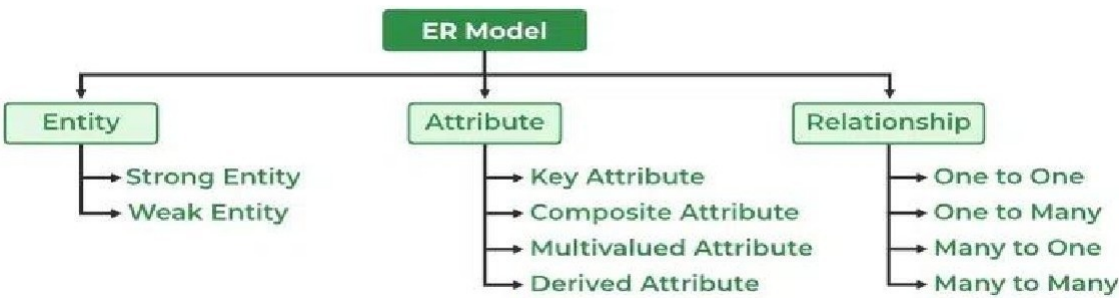 ER Model
Entity
Strong Entity
Weak Entity
Attribute
Key Attribute
Composite Attribute
Multivalued Attribute
Derived Attribute
Relationship
One to One
One to Many
Many to One
Many to Many